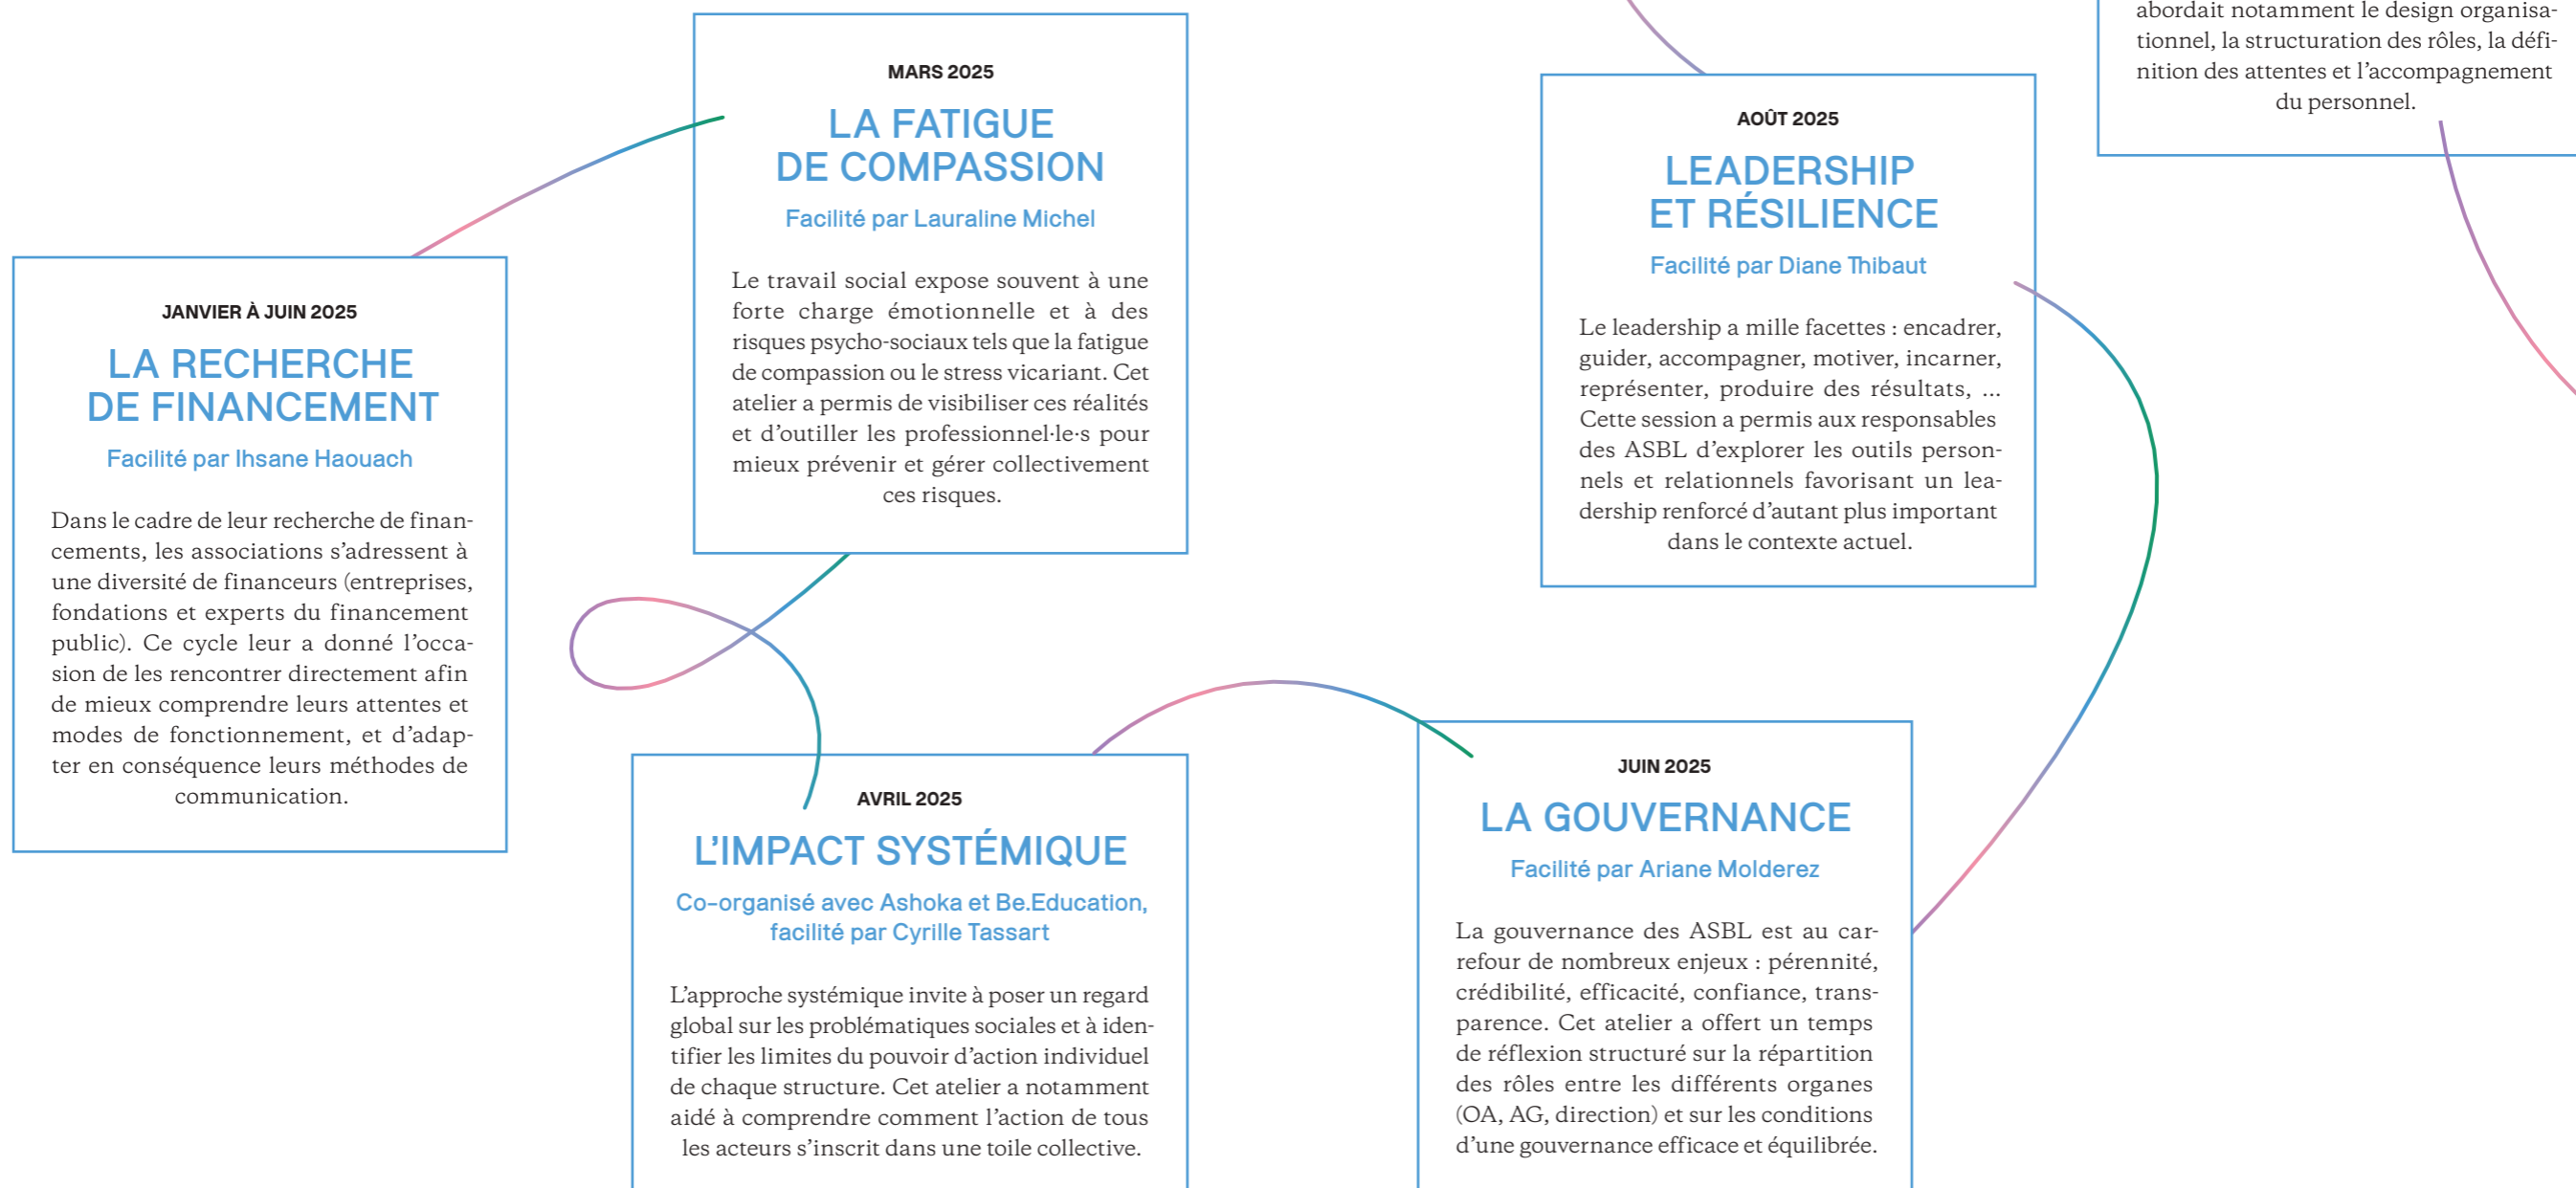 JANVIER À JUIN 2025
LA RECHERCHE
DE FINANCEMENT
Facilité par Ihsane Haouach
Dans le cadre de leur recherche de finan-
cements, les associations s’adressent à
une diversité de financeurs (entreprises,
fondations et experts du financement
public). Ce cycle leur a donné l’occa-
sion de les rencontrer directement afin
de mieux comprendre leurs attentes et
modes de fonctionnement, et d’adap-
ter en conséquence leurs méthodes de
communication.
MARS 2025
LA FATIGUE
DE COMPASSION
Facilité par Lauraline Michel
Le travail social expose souvent à une
forte charge émotionnelle et à des
risques psycho-sociaux tels que la fatigue
de compassion ou le stress vicariant. Cet
atelier a permis de visibiliser ces réalités
et d’outiller les professionnel·le·s pour
mieux prévenir et gérer collectivement
ces risques.
AVRIL 2025
L’IMPACT SYSTÉMIQUE
Co-organisé avec Ashoka et Be.Education,
facilité par Cyrille Tassart
L’approche systémique invite à poser un regard
global sur les problématiques sociales et à iden-
tifier les limites du pouvoir d’action individuel
de chaque structure. Cet atelier a notamment
aidé à comprendre comment l’action de tous
les acteurs s’inscrit dans une toile collective.
JUIN 2025
LA GOUVERNANCE
Facilité par Ariane Molderez
La gouvernance des ASBL est au car-
refour de nombreux enjeux : pérennité,
crédibilité, efficacité, confiance, trans-
parence. Cet atelier a offert un temps
de réflexion structuré sur la répartition
des rôles entre les différents organes
(OA, AG, direction) et sur les conditions
d’une gouvernance efficace et équilibrée.
AOÛT 2025
LEADERSHIP
ET RÉSILIENCE
Facilité par Diane Thibaut
Le leadership a mille facettes : encadrer,
guider, accompagner, motiver, incarner,
représenter, produire des résultats, ...
Cette session a permis aux responsables
des ASBL d’explorer les outils person-
nels et relationnels favorisant un lea-
dership renforcé d’autant plus important
dans le contexte actuel.
abordait notamment le design organisa-
tionnel, la structuration des rôles, la défi-
nition des attentes et l’accompagnement
du personnel.